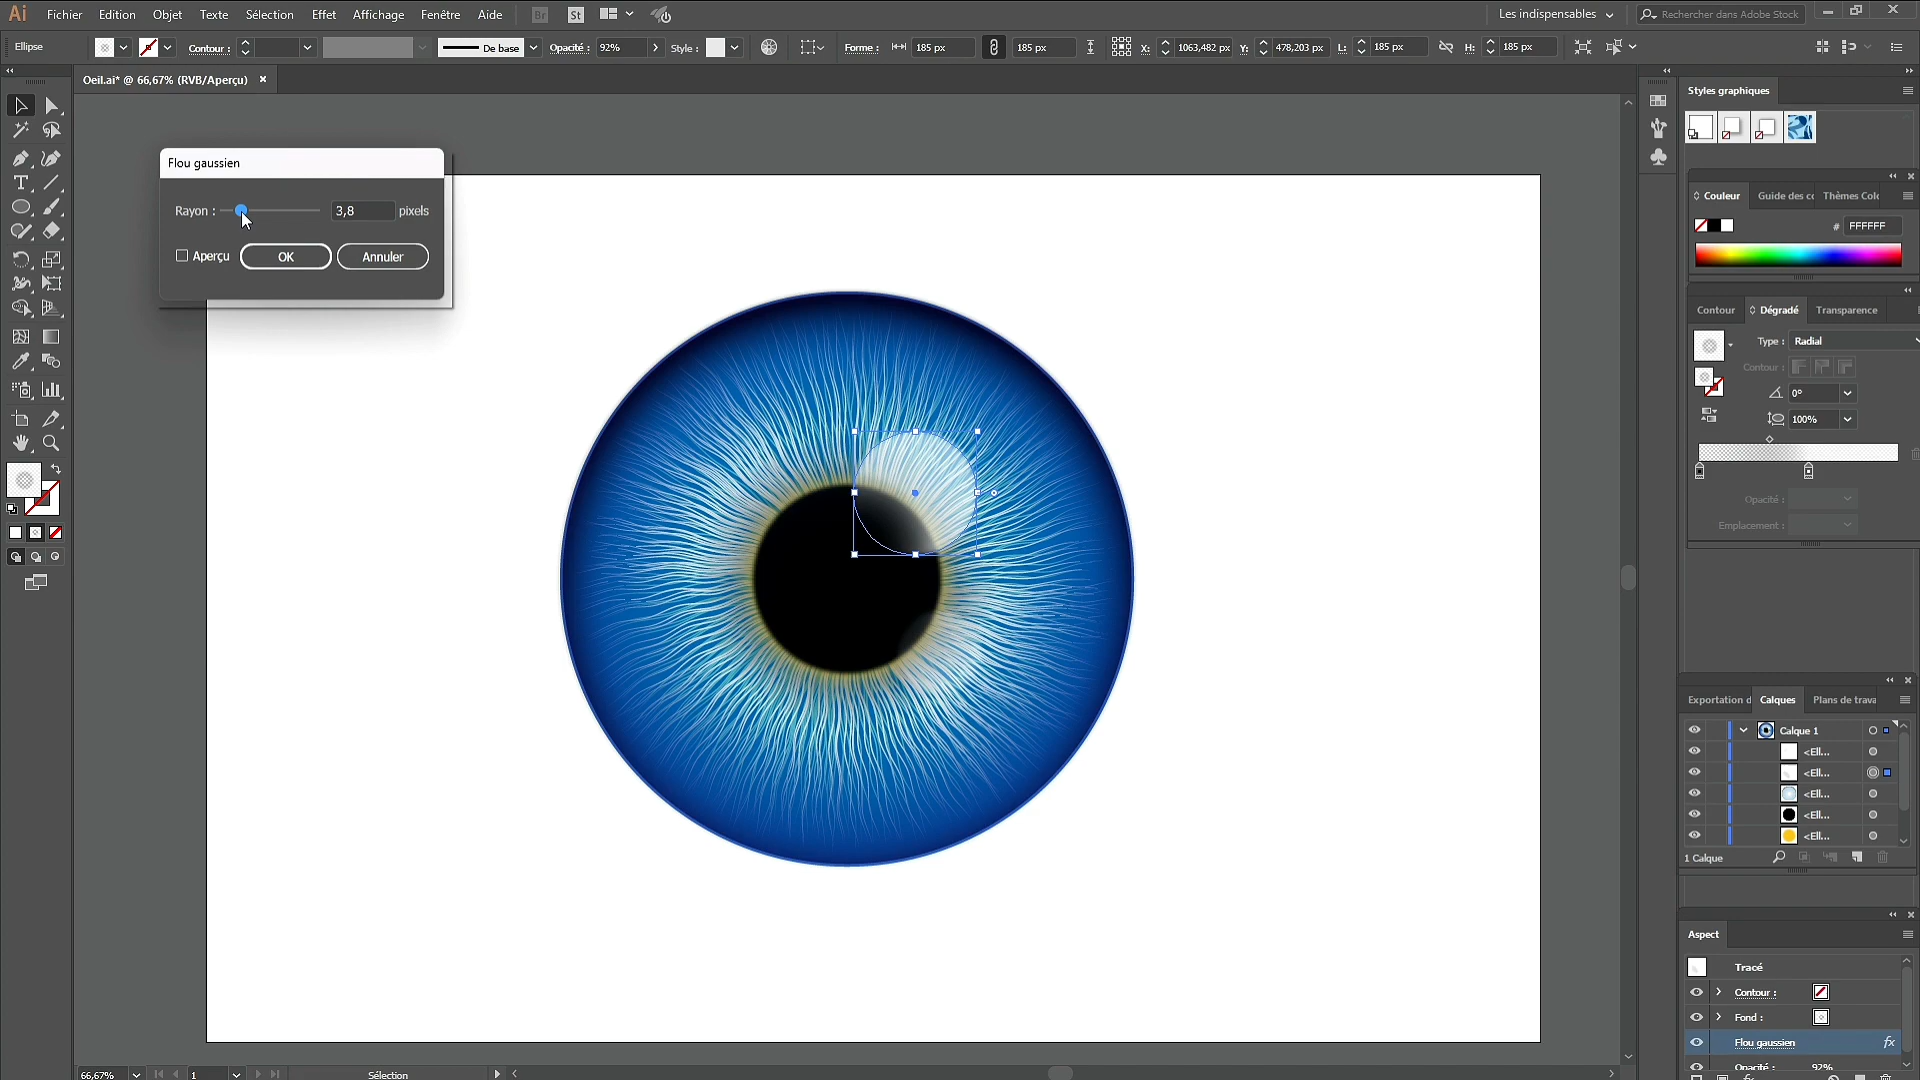 Ai Fichier Edition Objet Texte Sélection Effet Affichage Fenêtre Aide Br St Les indispensables Rechercher dans Adobe Stock
Ellipse Contour : De base Opacité : 92% Style : Forme : 185 px 185 px X: 1063,482 px Y: 478,203 px L: 185 px H: 185 px
Oeil.ai* @ 66,67% (RVB/Aperçu)
Styles graphiques
Flou gaussien
Rayon : 3,8 pixels
Aperçu OK Annuler
Couleur Guide des co Thèmes Cold
# FFFFFF
Contour Dégradé Transparence
Type : Radial
Contour :
0°
100%
Opacité :
Emplacement :
Exportation d Calques Plans de trava
Calque 1
<Ell...
<Ell...
<Ell...
<Ell...
<Ell...
1 Calque
Aspect
Tracé
Contour :
Fond :
Flou gaussien fx
Opacité : 92%
66,67% 1 Sélection